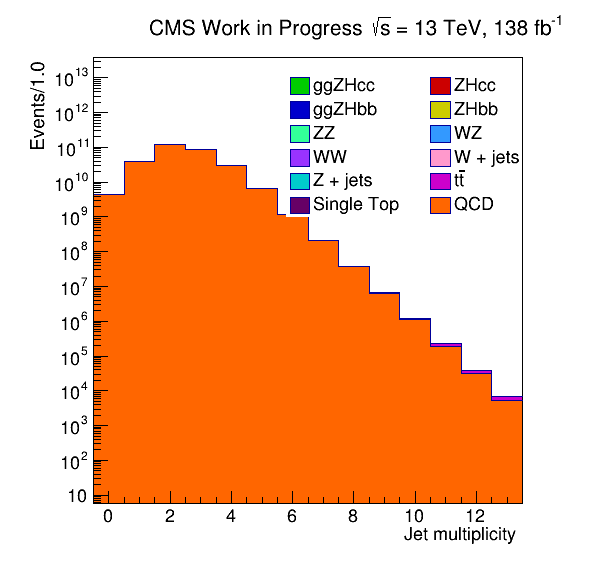 CMS Work in Progress √s = 13 TeV, 138 fb⁻¹
Events/1.0
10¹³
10¹²
10¹¹
10¹⁰
10⁹
10⁸
10⁷
10⁶
10⁵
10⁴
10³
10²
10
ggZHcc ZHcc
ggZHbb ZHbb
ZZ WZ
WW W + jets
Z + jets tt̄
Single Top QCD
0 2 4 6 8 10 12
Jet multiplicity